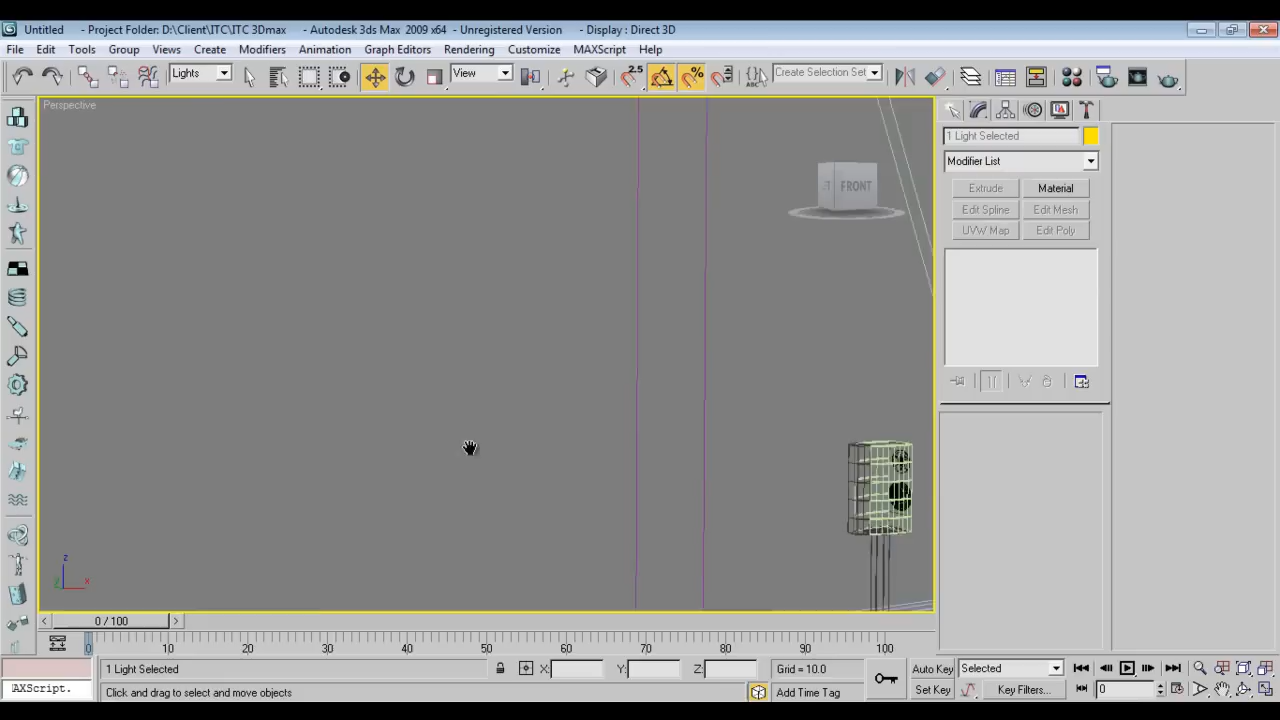 Untitled - Project Folder: D:\Client\ITC\ITC 3Dmax - Autodesk 3ds Max 2009 x64 - Unregistered Version - Display : Direct 3D
File Edit Tools Group Views Create Modifiers Animation Graph Editors Rendering Customize MAXScript Help
Lights View 2.5 % ABC Create Selection Set
Perspective
FRONT
1 Light Selected
Modifier List
Extrude Material
Edit Spline Edit Mesh
UVW Map Edit Poly
z
x
0 / 100
0 10 20 30 40 50 60 70 80 90 100
1 Light Selected X: Y: Z: Grid = 10.0 Auto Key Selected
AXScript. Click and drag to select and move objects Add Time Tag Set Key Key Filters... 0